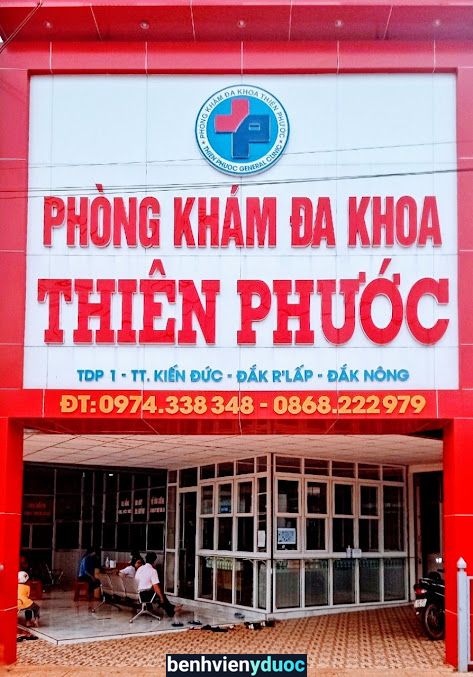 PHÒNG KHÁM ĐA KHOA THIÊN PHƯỚC
THIEN PHUOC GENERAL CLINIC
PHÒNG KHÁM ĐA KHOA
THIÊN PHƯỚC
TDP 1 - TT. KIẾN ĐỨC - ĐẮK R'LẤP - ĐẮK NÔNG
ĐT: 0974.338 348 - 0868.222 979
benhvienyduoc